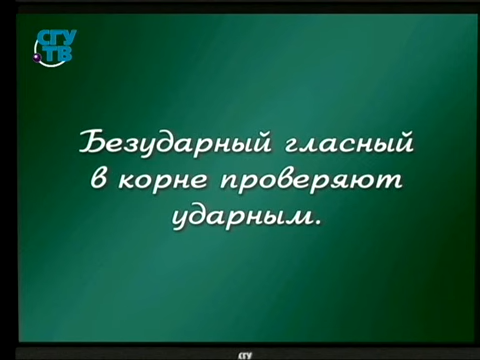 СГУ
ТВ
Безударный гласный
в корне проверяют
ударным.
СГУ